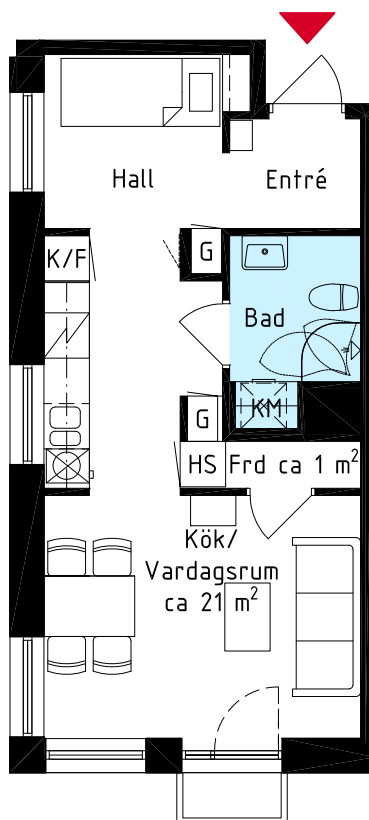 Hall
Entré
K/F
G
Bad
KM
G
HS
Frd ca 1 m²
Kök/
Vardagsrum
ca 21 m²